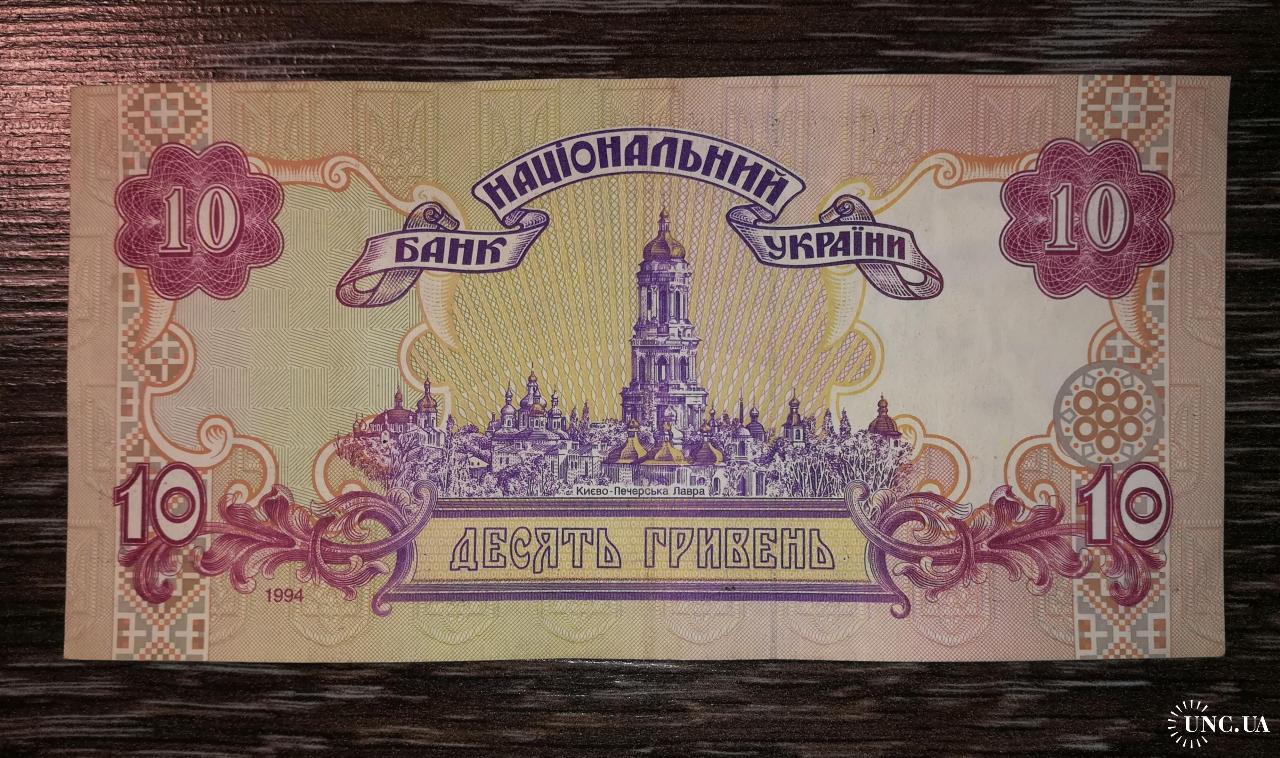 НАЦІОНАЛЬНИЙ
БАНК УКРАЇНИ
10 10
Києво-Печерська Лавра
10 10
ДЕСЯТЬ ГРИВЕНЬ
1994
UNC.UA